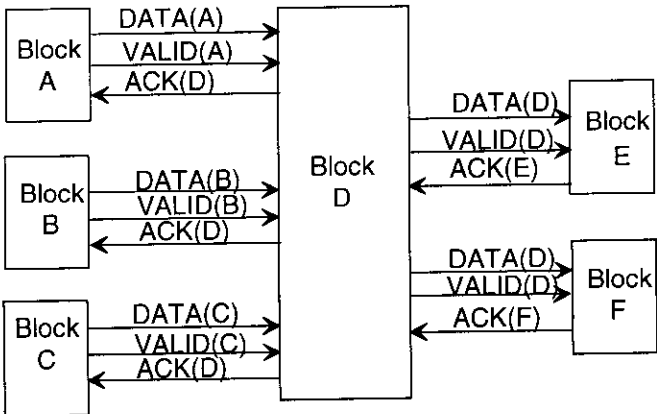 Block
A
DATA(A)
VALID(A)
ACK(D)
Block
B
DATA(B)
VALID(B)
ACK(D)
Block
C
DATA(C)
VALID(C)
ACK(D)
Block
D
DATA(D)
VALID(D)
ACK(E)
Block
E
DATA(D)
VALID(D)
ACK(F)
Block
F